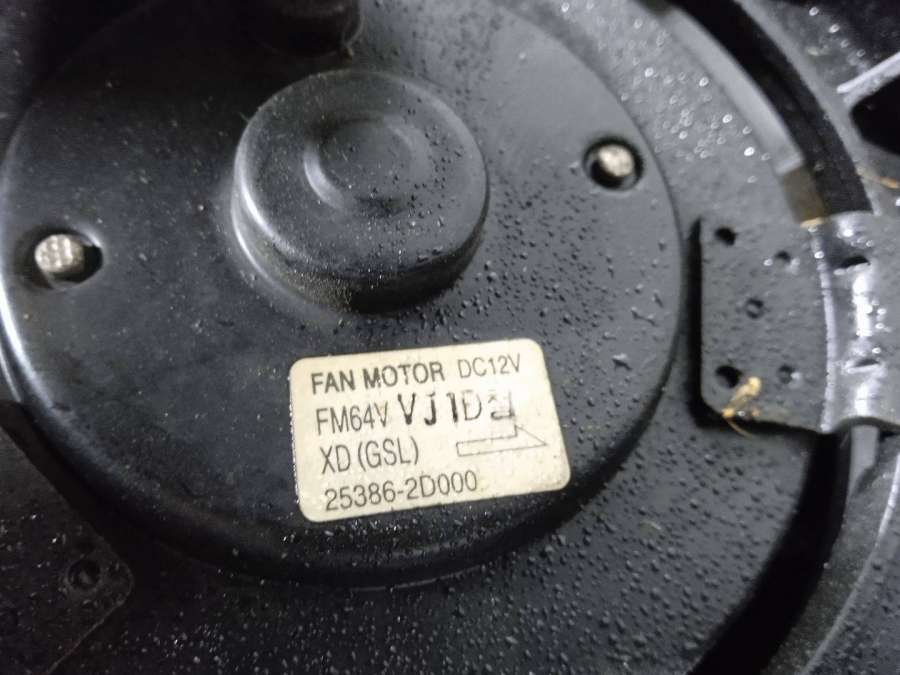 FAN MOTOR DC12V
FM64V VJ1D
XD (GSL)
25386-2D000